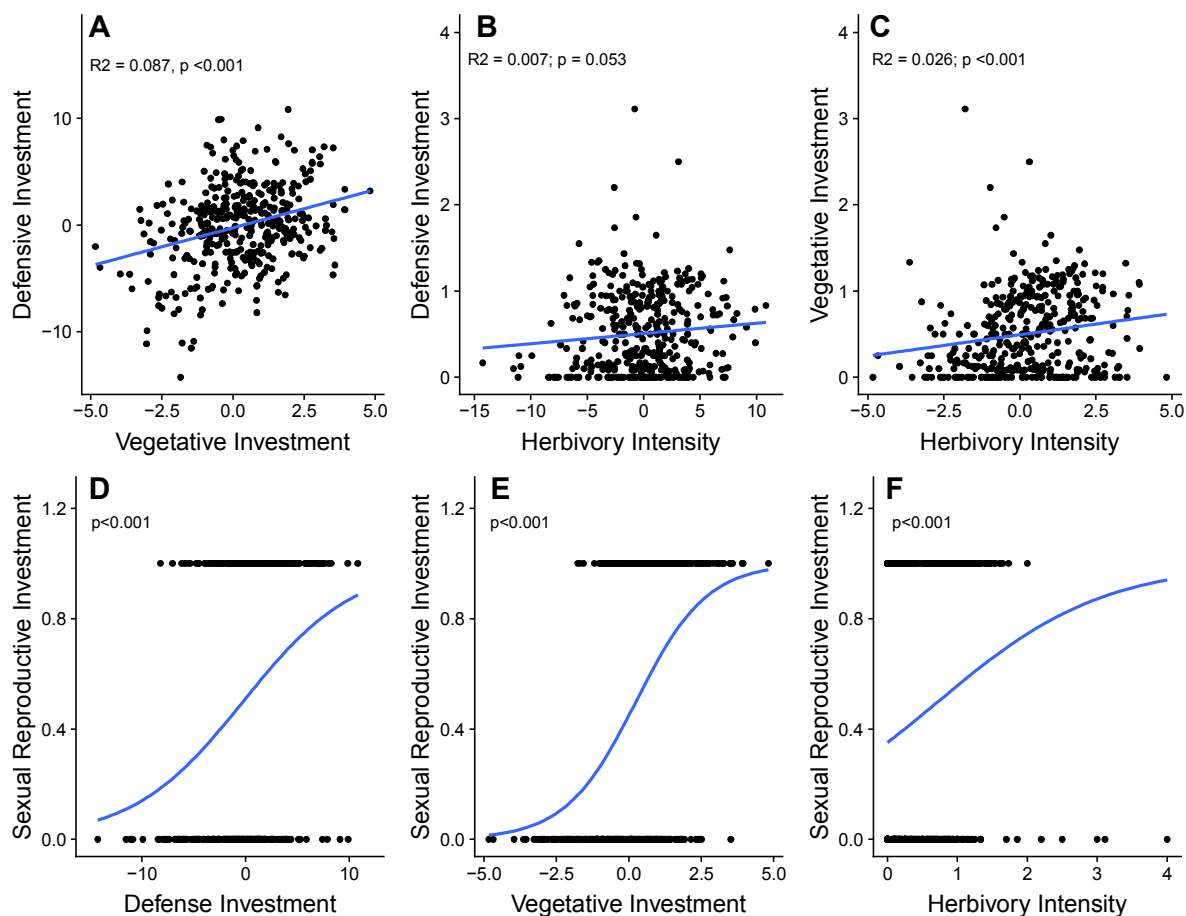 A
R2 = 0.087, p <0.001
Defensive Investment
10
0
−10
−5.0 −2.5 0.0 2.5 5.0
Vegetative Investment
B
R2 = 0.007; p = 0.053
Defensive Investment
4
3
2
1
0
−15 −10 −5 0 5 10
Herbivory Intensity
C
R2 = 0.026; p <0.001
Vegetative Investment
4
3
2
1
0
−5.0 −2.5 0.0 2.5 5.0
Herbivory Intensity
D
p<0.001
Sexual Reproductive Investment
1.2
0.8
0.4
0.0
−10 0 10
Defense Investment
E
p<0.001
Sexual Reproductive Investment
1.2
0.8
0.4
0.0
−5.0 −2.5 0.0 2.5 5.0
Vegetative Investment
F
p<0.001
Sexual Reproductive Investment
1.2
0.8
0.4
0.0
0 1 2 3 4
Herbivory Intensity